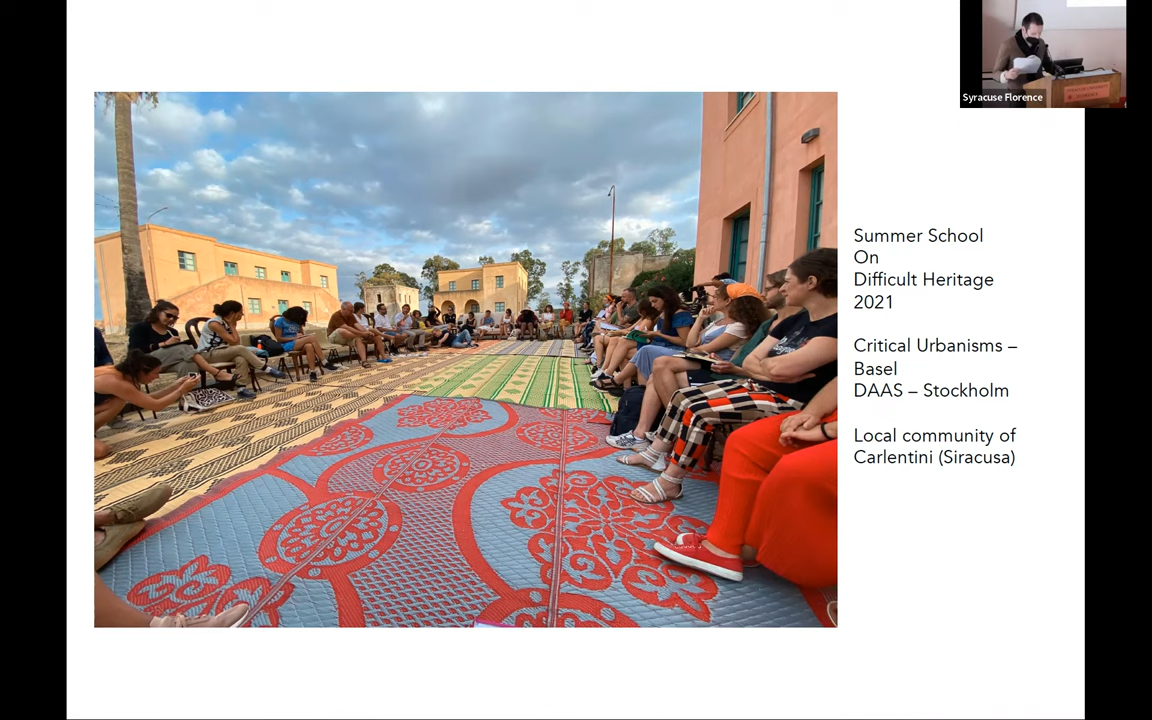 Syracuse Florence
Summer School
On
Difficult Heritage
2021
Critical Urbanisms –
Basel
DAAS – Stockholm
Local community of
Carlentini (Siracusa)